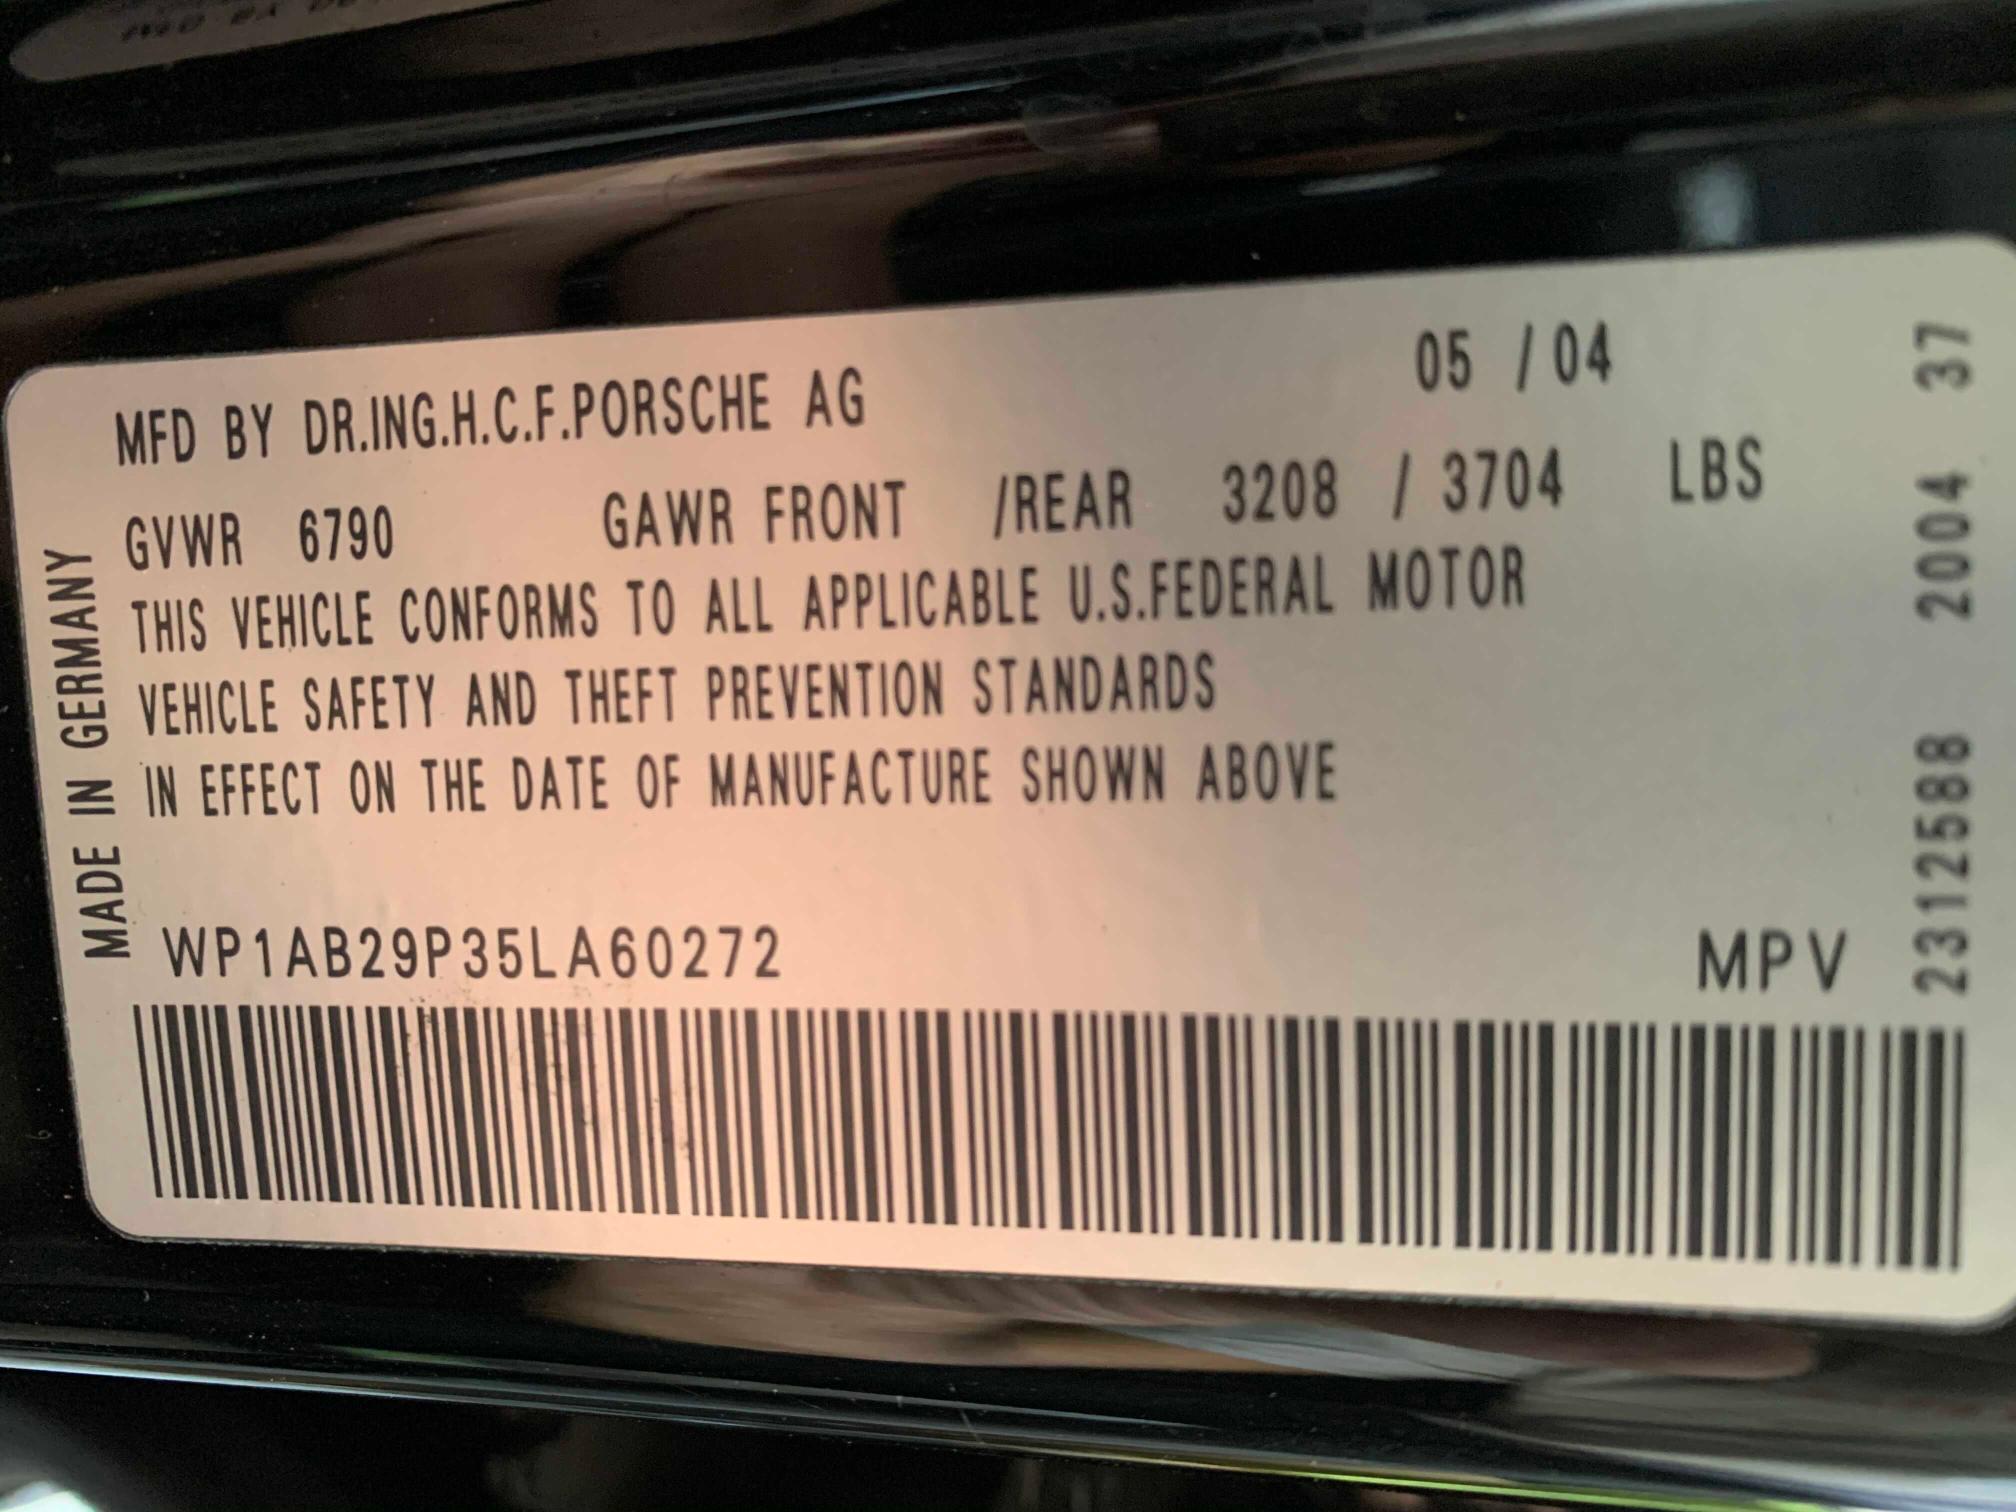 MFD BY DR.ING.H.C.F.PORSCHE AG 05 / 04
GVWR 6790 GAWR FRONT /REAR 3208 / 3704 LBS
THIS VEHICLE CONFORMS TO ALL APPLICABLE U.S.FEDERAL MOTOR
VEHICLE SAFETY AND THEFT PREVENTION STANDARDS
IN EFFECT ON THE DATE OF MANUFACTURE SHOWN ABOVE
WP1AB29P35LA60272 MPV
MADE IN GERMANY
2312588 2004 37